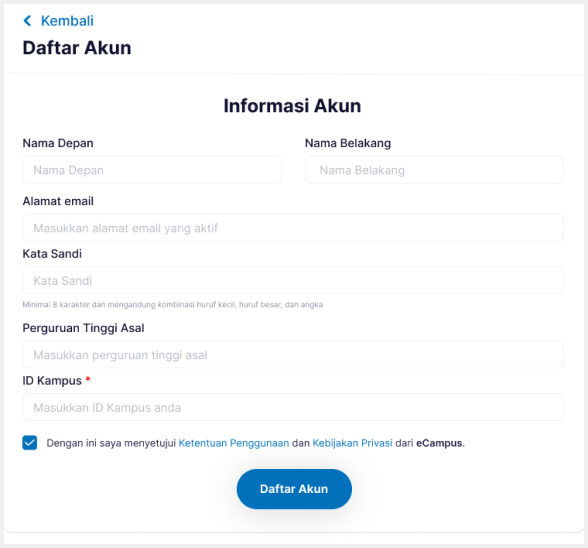 Kembali
Daftar Akun
Informasi Akun
Nama Depan
Nama Belakang
Nama Depan
Nama Belakang
Alamat email
Masukkan alamat email yang aktif
Kata Sandi
Kata Sandi
Minimal 8 karakter dan mengandung kombinasi huruf kecil, huruf besar, dan angka
Perguruan Tinggi Asal
Masukkan perguruan tinggi asal
ID Kampus *
Masukkan ID Kampus anda
Dengan ini saya menyetujui Ketentuan Penggunaan dan Kebijakan Privasi dari eCampus.
Daftar Akun